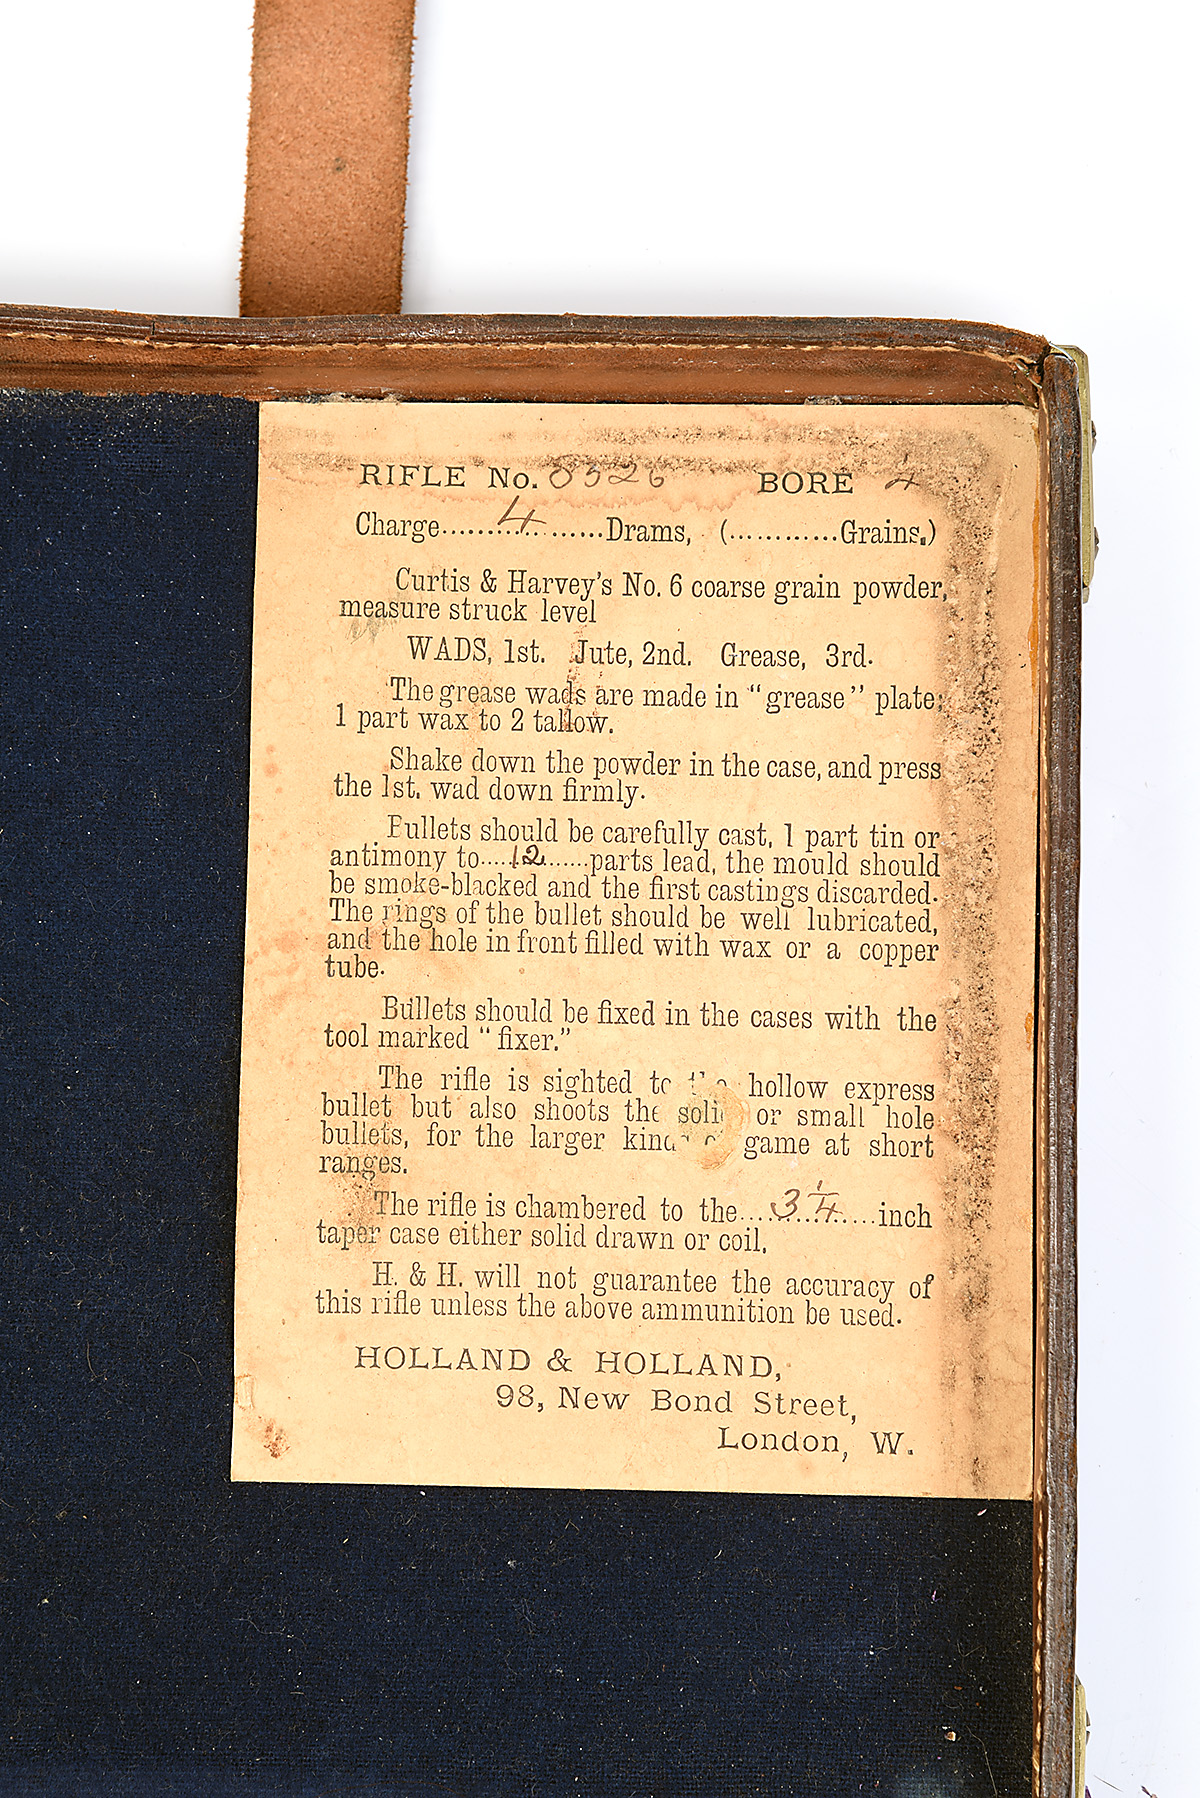 RIFLE No. 8526 BORE
Charge......4.........Drams, (............Grains.)
Curtis & Harvey's No. 6 coarse grain powder,
measure struck level
WADS, 1st. Jute, 2nd. Grease, 3rd.
The grease wads are made in "grease" plate;
1 part wax to 2 tallow.
Shake down the powder in the case, and press
the 1st. wad down firmly.
Bullets should be carefully cast, 1 part tin or
antimony to.....12......parts lead, the mould should
be smoke-blacked and the first castings discarded.
The rings of the bullet should be well lubricated,
and the hole in front filled with wax or a copper
tube.
Bullets should be fixed in the cases with the
tool marked "fixer."
The rifle is sighted to the hollow express
bullet but also shoots the solid or small hole
bullets, for the larger kinds of game at short
ranges.
The rifle is chambered to the....3 1/4.....inch
taper case either solid drawn or coil.
H. & H. will not guarantee the accuracy of
this rifle unless the above ammunition be used.
HOLLAND & HOLLAND,
98, New Bond Street,
London, W.